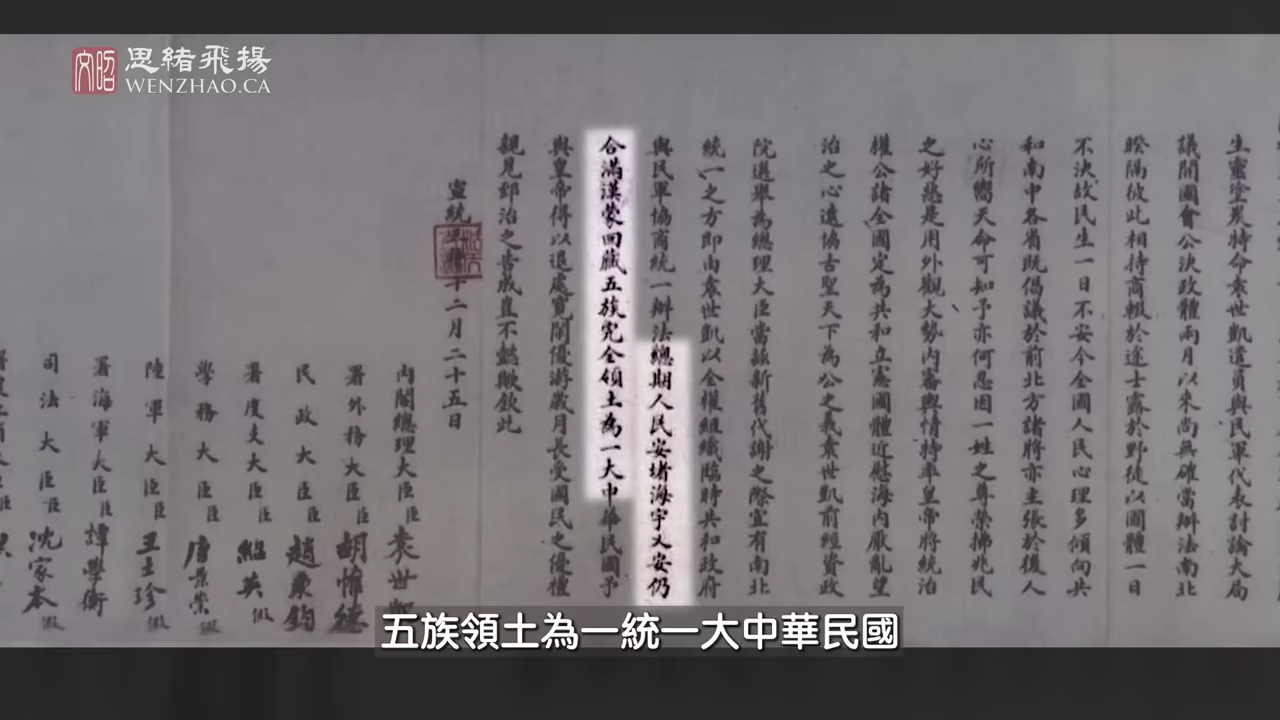 文昭
思緒飛揚
WENZHAO.CA
生靈塗炭特命袁世凱遣員與民軍代表討論大局
議開國會公決政體兩月以來尚無確當辦法南北
暌隔彼此相持商輟於途士露於野徒以國體一日
不決故民生一日不安今全國人民心理多傾向共
和南中各省既倡議於前北方諸將亦主張於後人
心所嚮天命可知予亦何忍因一姓之尊榮拂兆民
之好惡是用外觀大勢內審輿情特率皇帝將統治
權公諸全國定為共和立憲國體近慰海內厭亂望
治之心遠協古聖天下為公之義袁世凱前經資政
院選舉為總理大臣當茲新舊代謝之際宜有南北
統一之方即由袁世凱以全權組織臨時共和政府
與民軍協商統一辦法總期人民安堵海宇乂安仍
合滿漢蒙回藏五族完全領土為一大中華民國予
與皇帝得以退處寬閒優游歲月長受國民之優禮
親見郅治之告成豈不懿歟欽此
宣統 年 十二月二十五日
內閣總理大臣臣袁世凱
署外務大臣臣胡惟德
民政大臣臣趙秉鈞
署度支大臣臣紹英假
學務大臣臣唐景崇假
陸軍大臣臣王士珍假
署海軍大臣臣譚學衡
司法大臣臣沈家本假
五族領土為一統一大中華民國